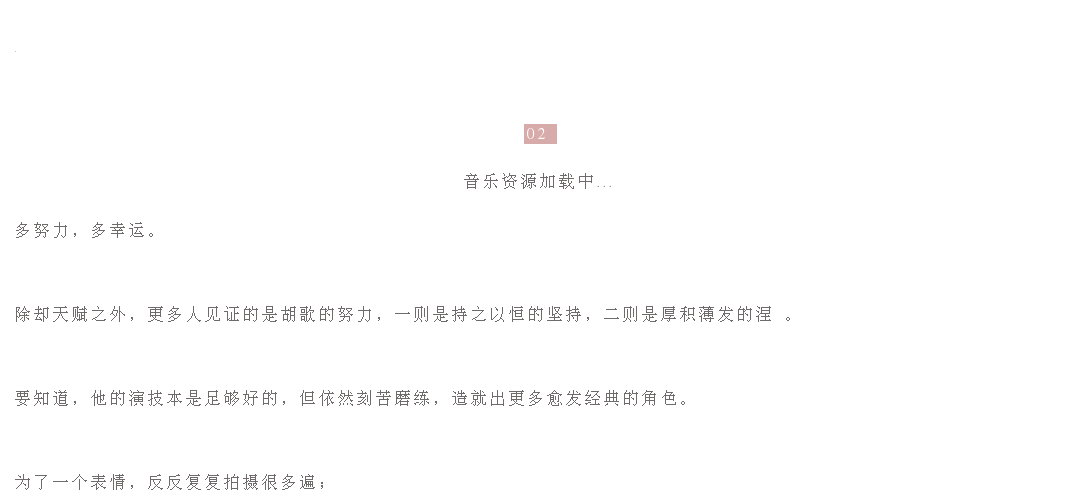 02
音乐资源加载中...
多努力，多幸运。
除却天赋之外，更多人见证的是胡歌的努力，一则是持之以恒的坚持，二则是厚积薄发的涅 。
要知道，他的演技本是足够好的，但依然刻苦磨练，造就出更多愈发经典的角色。
为了一个表情，反反复复拍摄很多遍；